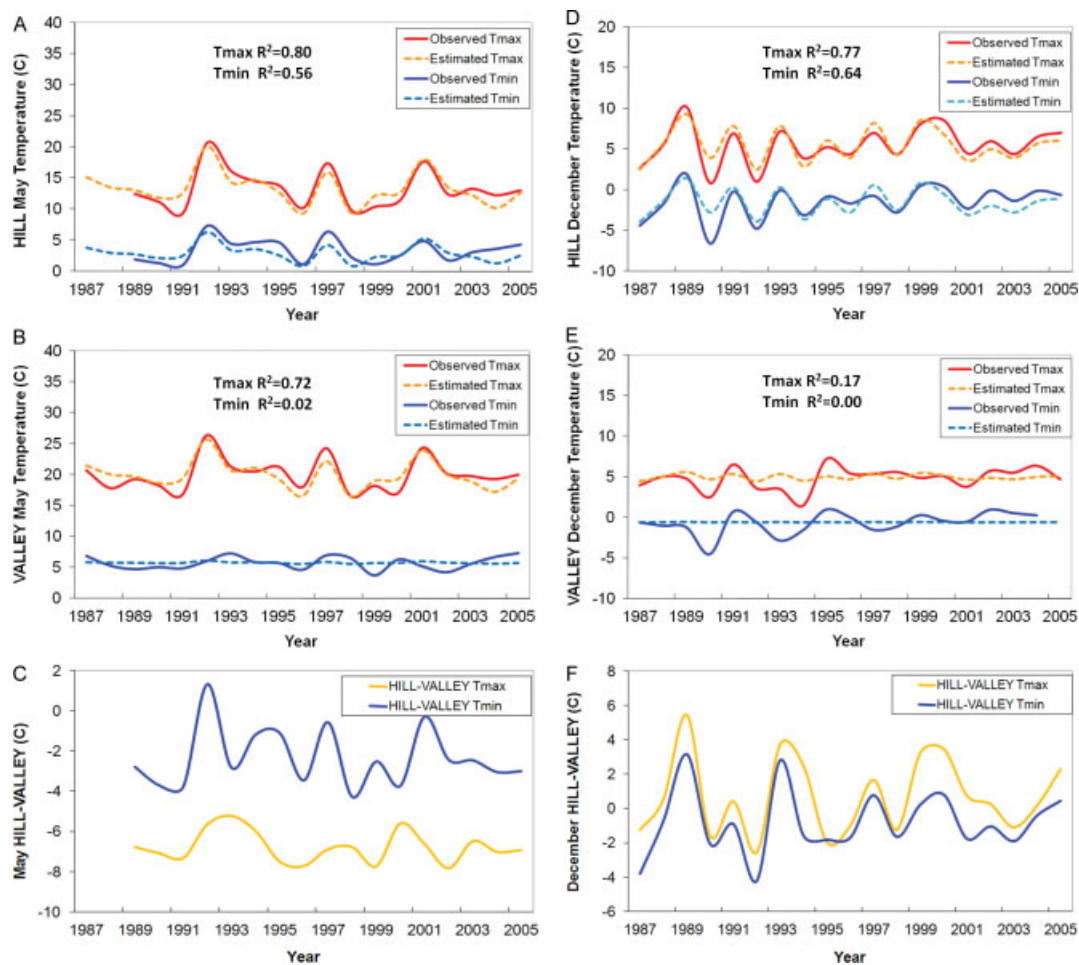 A
HILL May Temperature (C)
40
35
30
25
20
15
10
5
0
Tmax R²=0.80
Tmin R²=0.56
Observed Tmax
Estimated Tmax
Observed Tmin
Estimated Tmin
1987 1989 1991 1993 1995 1997 1999 2001 2003 2005
Year
D
HILL December Temperature (C)
20
15
10
5
0
-5
-10
Tmax R²=0.77
Tmin R²=0.64
Observed Tmax
Estimated Tmax
Observed Tmin
Estimated Tmin
1987 1989 1991 1993 1995 1997 1999 2001 2003 2005
Year
B
VALLEY May Temperature (C)
40
35
30
25
20
15
10
5
0
Tmax R²=0.72
Tmin R²=0.02
Observed Tmax
Estimated Tmax
Observed Tmin
Estimated Tmin
1987 1989 1991 1993 1995 1997 1999 2001 2003 2005
Year
E
VALLEY December Temperature (C)
20
15
10
5
0
-5
-10
Tmax R²=0.17
Tmin R²=0.00
Observed Tmax
Estimated Tmax
Observed Tmin
Estimated Tmin
1987 1989 1991 1993 1995 1997 1999 2001 2003 2005
Year
C
May HILL-VALLEY (C)
2
0
-2
-4
-6
-8
-10
HILL-VALLEY Tmax
HILL-VALLEY Tmin
1987 1989 1991 1993 1995 1997 1999 2001 2003 2005
Year
F
December HILL-VALLEY (C)
8
6
4
2
0
-2
-4
-6
HILL-VALLEY Tmax
HILL-VALLEY Tmin
1987 1989 1991 1993 1995 1997 1999 2001 2003 2005
Year